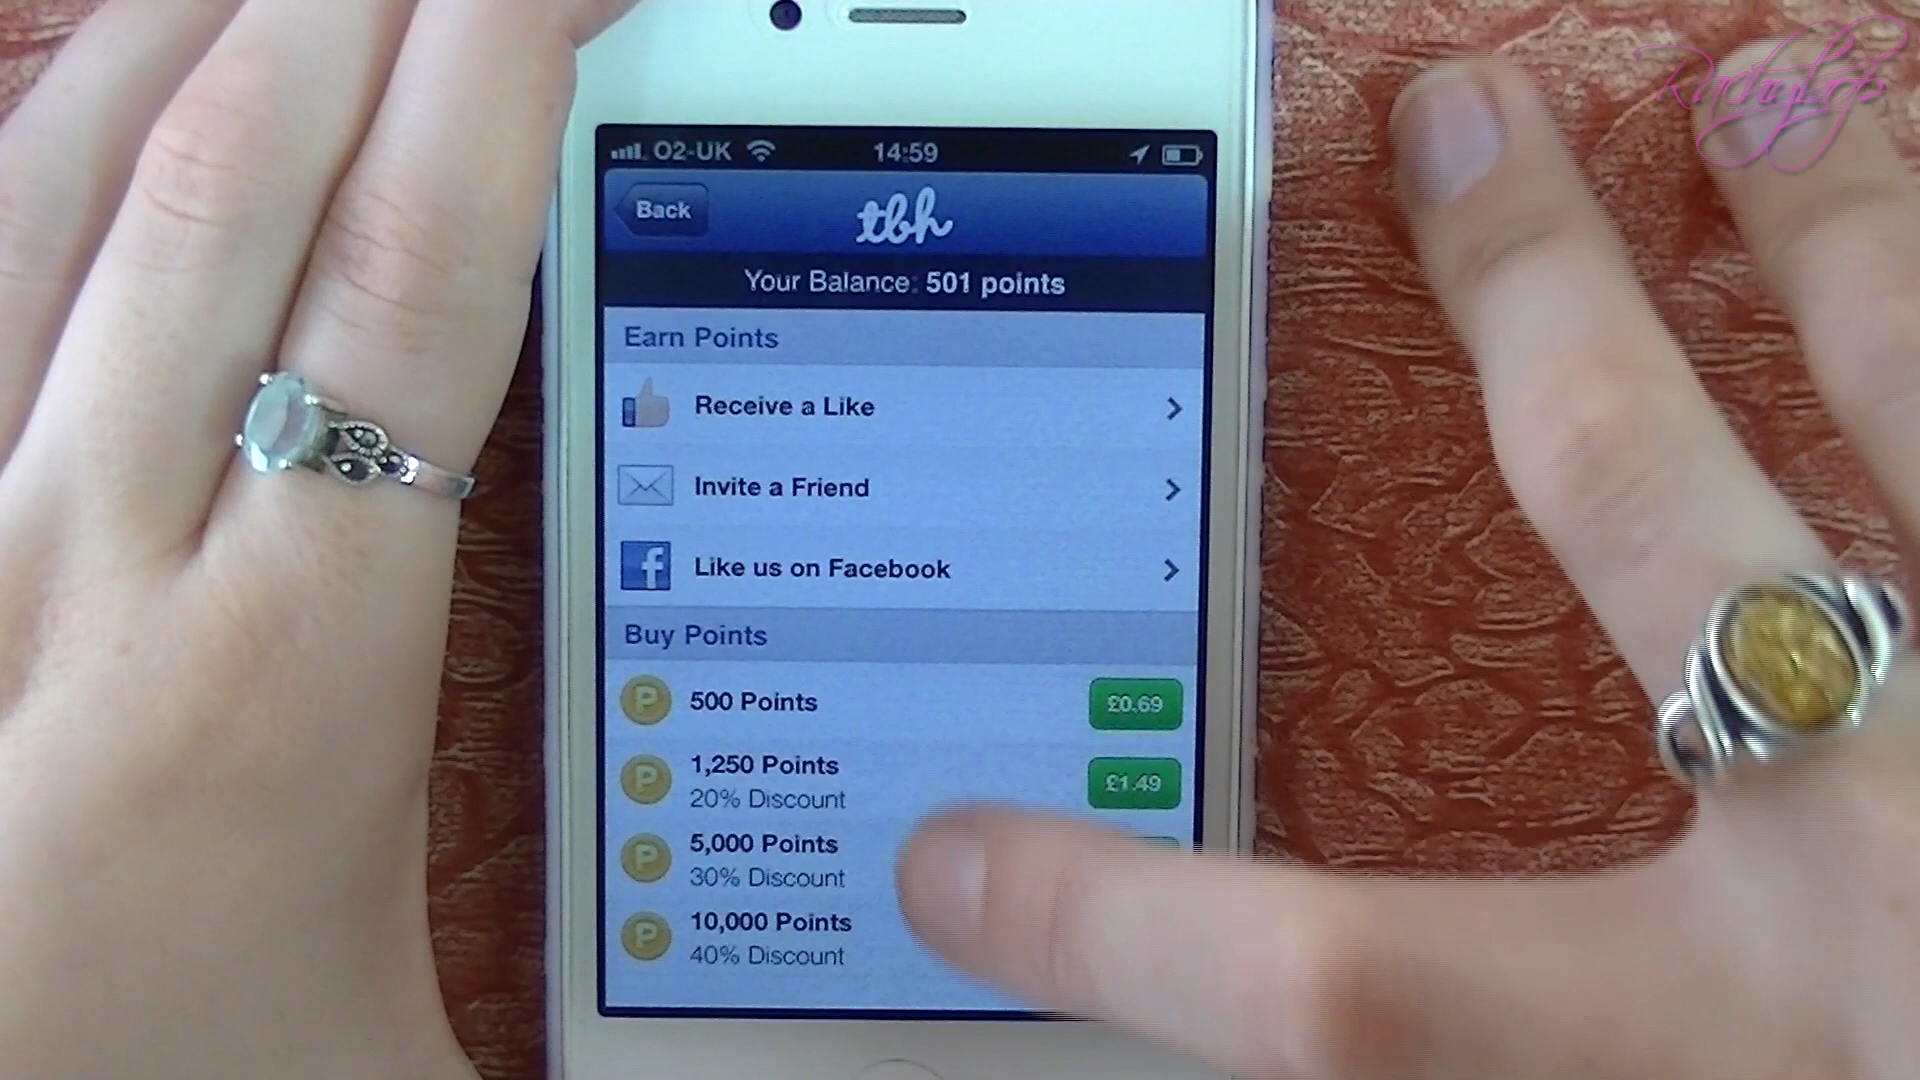 RachyLips
O2-UK 14:59
Back
tbh
Your Balance: 501 points
Earn Points
Receive a Like
Invite a Friend
f Like us on Facebook
Buy Points
P 500 Points £0.69
P 1,250 Points £1.49
20% Discount
P 5,000 Points
30% Discount
P 10,000 Points
40% Discount